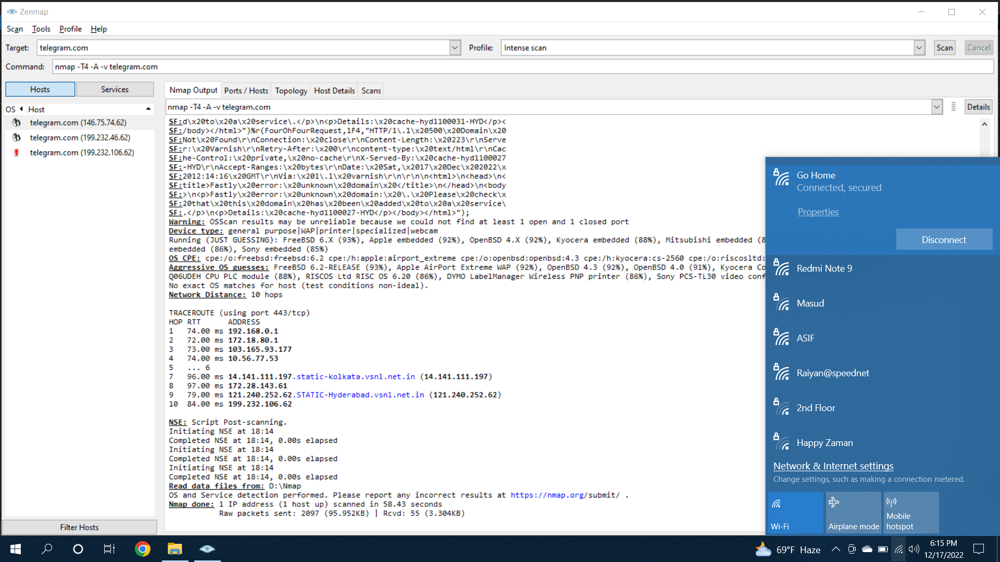 Zenmap
Scan Tools Profile Help
Target: telegram.com Profile: Intense scan Scan Cancel
Command: nmap -T4 -A -v telegram.com
Hosts Services
OS Host
telegram.com (146.75.74.62)
telegram.com (199.232.46.62)
telegram.com (199.232.106.62)
Filter Hosts
Nmap Output Ports / Hosts Topology Host Details Scans
nmap -T4 -A -v telegram.com Details
SF:d\x20to\x20a\x20service\.</p>\n<p>Details:\x20cache-hyd1100031-HYD</p><
SF:/body></html>")%r(FourOhFourRequest,1F4,"HTTP/1\.1\x20500\x20Domain\x20
SF:Not\x20Found\r\nConnection:\x20close\r\nContent-Length:\x20223\r\nServe
SF:r:\x20Varnish\r\nRetry-After:\x200\r\ncontent-type:\x20text/html\r\nCac
SF:he-Control:\x20private,\x20no-cache\r\nX-Served-By:\x20cache-hyd1100027
SF:-HYD\r\nAccept-Ranges:\x20bytes\r\nDate:\x20Sat,\x2017\x20Dec\x202022\x
SF:2012:14:16\x20GMT\r\nVia:\x201\.1\x20varnish\r\n\r\n\n<html>\n<head>\n<
SF:title>Fastly\x20error:\x20unknown\x20domain\x20</title>\n</head>\n<body
SF:>\n<p>Fastly\x20error:\x20unknown\x20domain:\x20\.\x20Please\x20check\x
SF:20that\x20this\x20domain\x20has\x20been\x20added\x20to\x20a\x20service\
SF:.</p>\n<p>Details:\x20cache-hyd1100027-HYD</p></body></html>");
Warning: OSScan results may be unreliable because we could not find at least 1 open and 1 closed port
Device type: general purpose|WAP|printer|specialized|webcam
Running (JUST GUESSING): FreeBSD 6.X (93%), Apple embedded (92%), OpenBSD 4.X (92%), Kyocera embedded (88%), Mitsubishi embedded (8
embedded (86%), Sony embedded (85%)
OS CPE: cpe:/o:freebsd:freebsd:6.2 cpe:/h:apple:airport_extreme cpe:/o:openbsd:openbsd:4.3 cpe:/h:kyocera:cs-2560 cpe:/o:riscosltd:
Aggressive OS guesses: FreeBSD 6.2-RELEASE (93%), Apple AirPort Extreme WAP (92%), OpenBSD 4.3 (92%), OpenBSD 4.0 (91%), Kyocera Co
Q06UDEH CPU PLC module (88%), RISCOS Ltd RISC OS 6.20 (86%), DYMO LabelManager Wireless PNP printer (86%), Sony PCS-TL30 video conf
No exact OS matches for host (test conditions non-ideal).
Network Distance: 10 hops
TRACEROUTE (using port 443/tcp)
HOP RTT ADDRESS
1 74.00 ms 192.168.0.1
2 72.00 ms 172.18.80.1
3 73.00 ms 103.165.93.177
4 74.00 ms 10.56.77.53
5 ... 6
7 96.00 ms 14.141.111.197.static-kolkata.vsnl.net.in (14.141.111.197)
8 97.00 ms 172.28.143.61
9 79.00 ms 121.240.252.62.STATIC-Hyderabad.vsnl.net.in (121.240.252.62)
10 84.00 ms 199.232.106.62
NSE: Script Post-scanning.
Initiating NSE at 18:14
Completed NSE at 18:14, 0.00s elapsed
Initiating NSE at 18:14
Completed NSE at 18:14, 0.00s elapsed
Initiating NSE at 18:14
Completed NSE at 18:14, 0.00s elapsed
Read data files from: D:\Nmap
OS and Service detection performed. Please report any incorrect results at https://nmap.org/submit/ .
Nmap done: 1 IP address (1 host up) scanned in 58.43 seconds
Raw packets sent: 2097 (95.952KB) | Rcvd: 55 (3.304KB)
Go Home
Connected, secured
Properties
Disconnect
Redmi Note 9
Masud
ASIF
Raiyan@speednet
2nd Floor
Happy Zaman
Network & Internet settings
Change settings, such as making a connection metered.
Wi-Fi
Airplane mode
Mobile
hotspot
69°F Haze
6:15 PM
12/17/2022